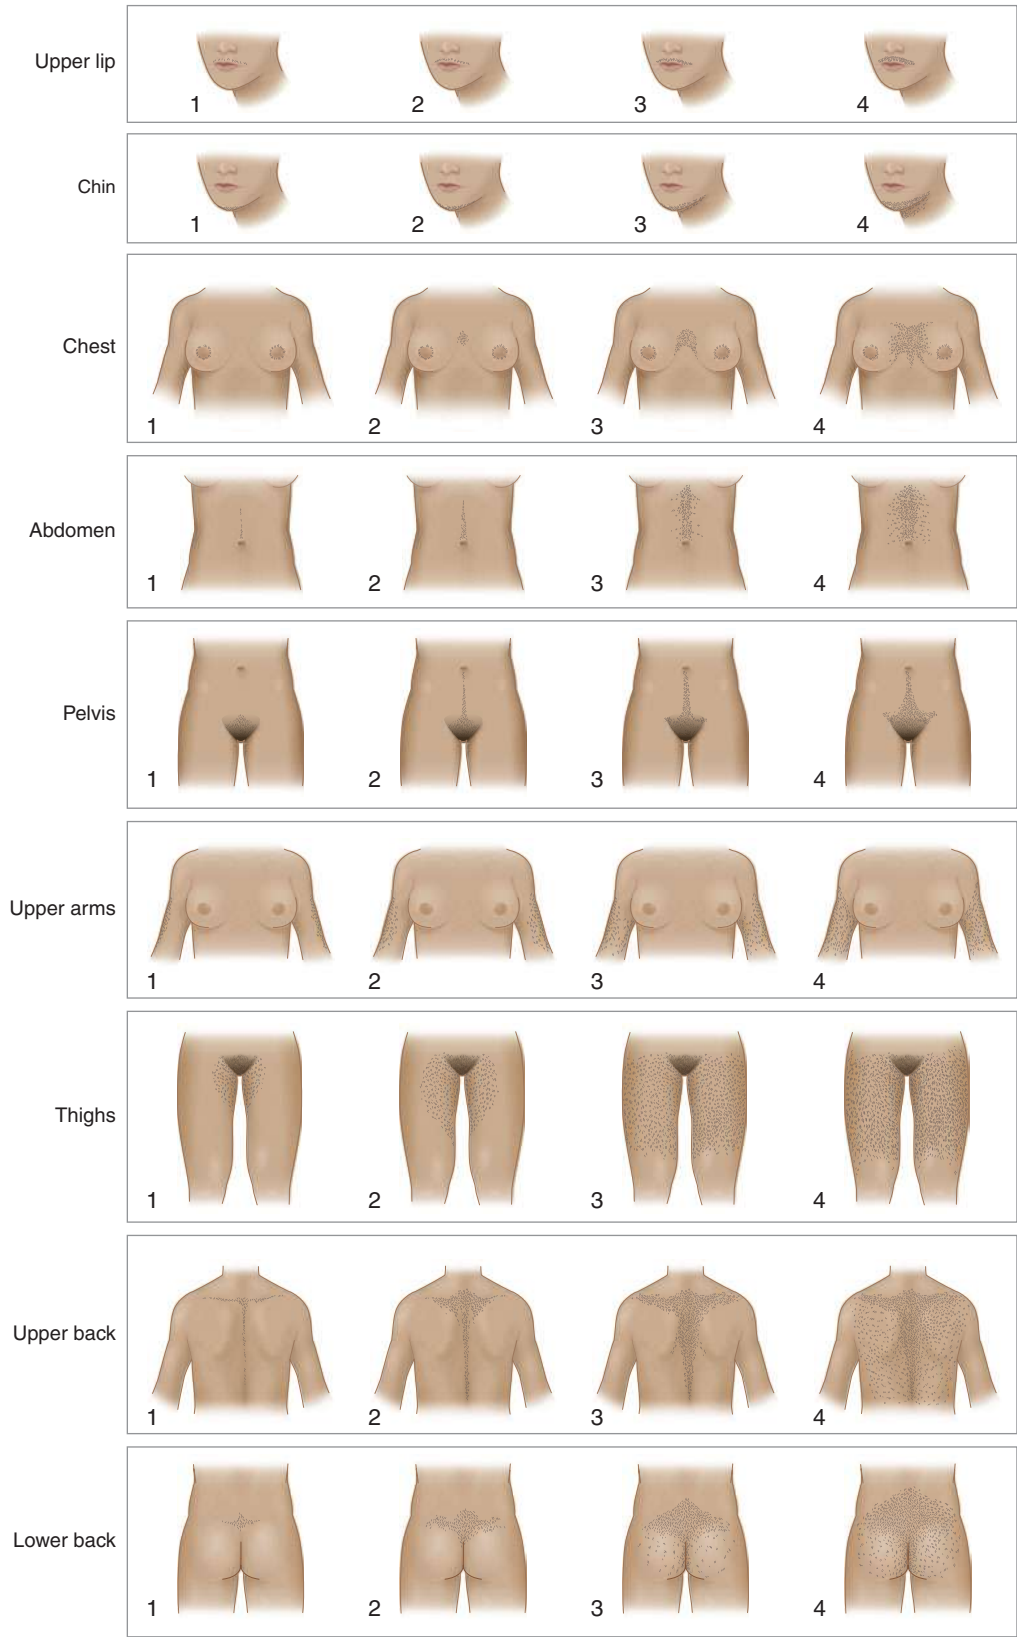 Upper lip
1 2 3 4
Chin
1 2 3 4
Chest
1 2 3 4
Abdomen
1 2 3 4
Pelvis
1 2 3 4
Upper arms
1 2 3 4
Thighs
1 2 3 4
Upper back
1 2 3 4
Lower back
1 2 3 4